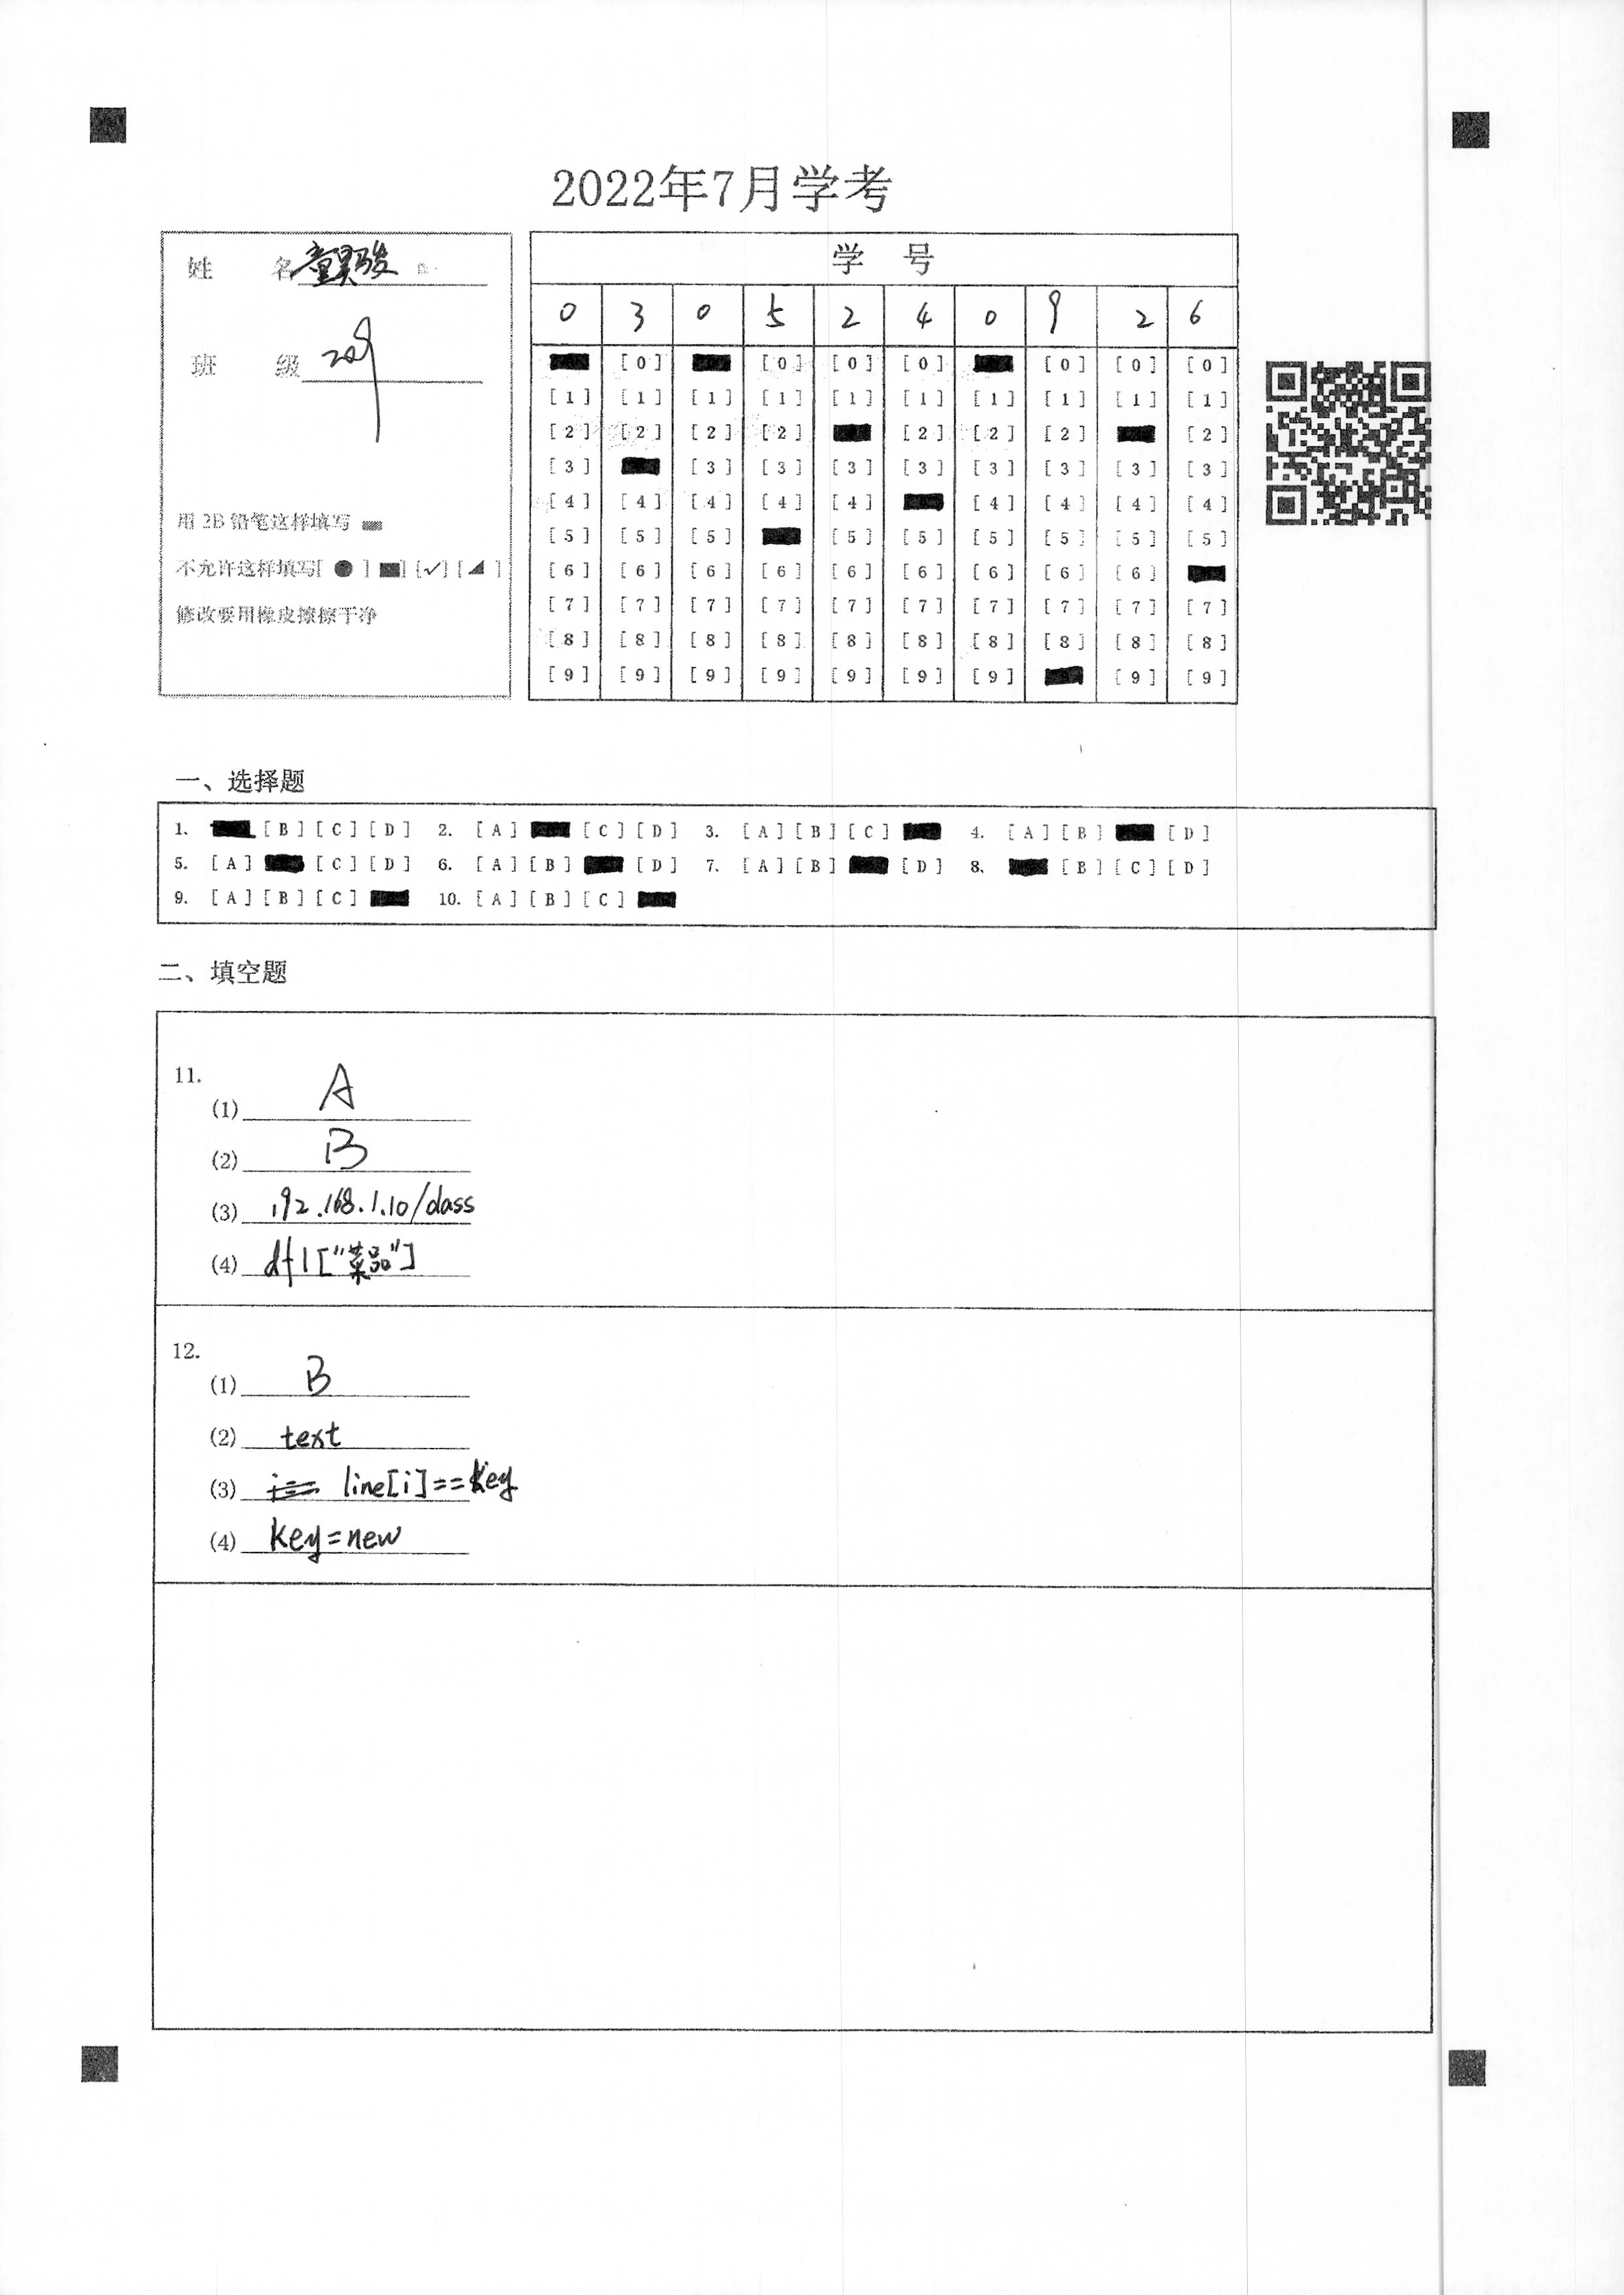 2022年7月学考
姓 名 童昊骏
班 级 209
用 2B 铅笔这样填写
不允许这样填写[ ● ] [■] [✓] [◢ ]
修改要用橡皮擦擦干净
学 号
0 3 0 5 2 4 0 9 2 6
[0] [0] [0] [0] [0] [0] [0]
[1] [1] [1] [1] [1] [1] [1] [1] [1] [1]
[2] [2] [2] [2] [2] [2] [2] [2]
[3] [3] [3] [3] [3] [3] [3] [3] [3]
[4] [4] [4] [4] [4] [4] [4] [4] [4]
[5] [5] [5] [5] [5] [5] [5] [5] [5]
[6] [6] [6] [6] [6] [6] [6] [6] [6]
[7] [7] [7] [7] [7] [7] [7] [7] [7] [7]
[8] [8] [8] [8] [8] [8] [8] [8] [8] [8]
[9] [9] [9] [9] [9] [9] [9] [9] [9]
一、选择题
1. [B] [C] [D] 2. [A] [C] [D] 3. [A] [B] [C] 4. [A] [B] [D]
5. [A] [C] [D] 6. [A] [B] [D] 7. [A] [B] [D] 8. [B] [C] [D]
9. [A] [B] [C] 10. [A] [B] [C]
二、填空题
11.
(1) A
(2) B
(3) 192.168.1.10/class
(4) df1["菜品"]
12.
(1) B
(2) text
(3) line[i]==key
(4) key=new